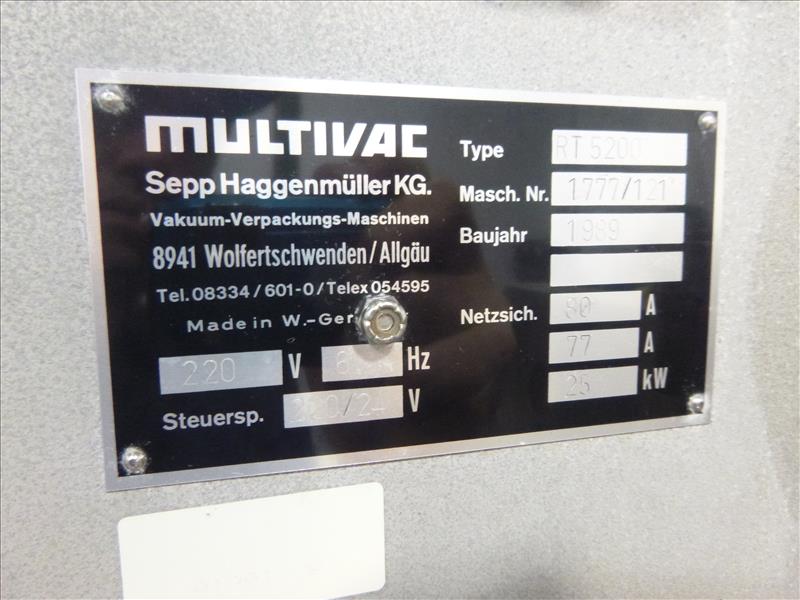 MULTIVAC
Sepp Haggenmüller KG.
Vakuum-Verpackungs-Maschinen
8941 Wolfertschwenden/Allgäu
Tel. 08334/601-0/Telex 054595
Made in W.-Ger
220 V Hz
Steuersp. V
Type RT 5200
Masch. Nr. 1777/121
Baujahr 1989
Netzsich. 80 A
77 A
25 kW